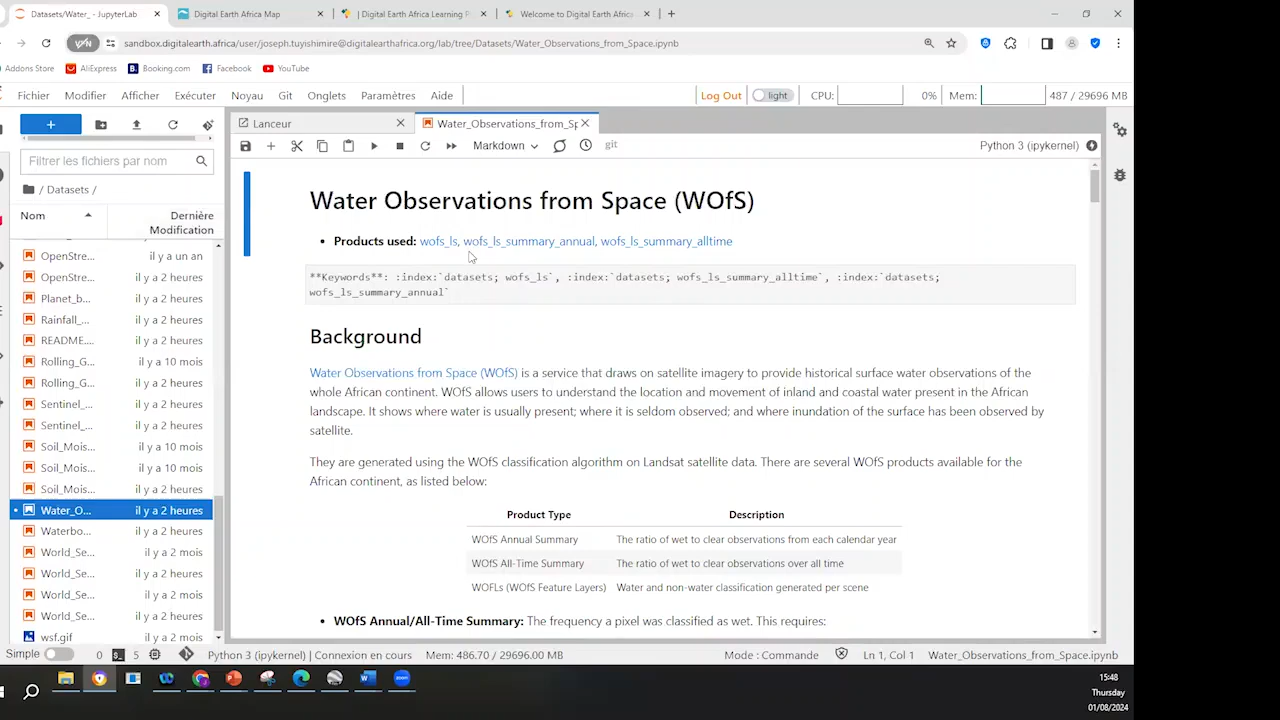 Datasets/Water_ - JupyterLab
Digital Earth Africa Map
| Digital Earth Africa Learning P
Welcome to Digital Earth Africa
VPN
sandbox.digitalearth.africa/user/joseph.tuyishimire@digitalearthafrica.org/lab/tree/Datasets/Water_Observations_from_Space.ipynb
Addons Store
AliExpress
Booking.com
Facebook
YouTube
Fichier
Modifier
Afficher
Exécuter
Noyau
Git
Onglets
Paramètres
Aide
Log Out
light
CPU:
0%
Mem:
487 / 29696 MB
Lanceur
Water_Observations_from_Sp
Filtrer les fichiers par nom
Markdown
git
Python 3 (ipykernel)
/ Datasets /
Nom
Dernière
Modification
OpenStre... il y a un an
OpenStre... il y a 2 heures
Planet_b... il y a 2 heures
Rainfall_... il y a 2 heures
README.... il y a 2 heures
Rolling_G... il y a 10 mois
Rolling_G... il y a 2 heures
Sentinel_... il y a 2 heures
Sentinel_... il y a 2 heures
Soil_Mois... il y a 10 mois
Soil_Mois... il y a 10 mois
Soil_Mois... il y a 2 heures
Water_O... il y a 2 heures
Waterbo... il y a 2 heures
World_Se... il y a 2 mois
World_Se... il y a 2 heures
World_Se... il y a 2 mois
World_Se... il y a 2 heures
wsf.gif il y a 2 mois
Water Observations from Space (WOfS)
• Products used: wofs_ls, wofs_ls_summary_annual, wofs_ls_summary_alltime
**Keywords**: :index:`datasets; wofs_ls`, :index:`datasets; wofs_ls_summary_alltime`, :index:`datasets;
wofs_ls_summary_annual`
Background
Water Observations from Space (WOfS) is a service that draws on satellite imagery to provide historical surface water observations of the
whole African continent. WOfS allows users to understand the location and movement of inland and coastal water present in the African
landscape. It shows where water is usually present; where it is seldom observed; and where inundation of the surface has been observed by
satellite.
They are generated using the WOfS classification algorithm on Landsat satellite data. There are several WOfS products available for the
African continent, as listed below:
Product Type Description
WOfS Annual Summary The ratio of wet to clear observations from each calendar year
WOfS All-Time Summary The ratio of wet to clear observations over all time
WOFLs (WOfS Feature Layers) Water and non-water classification generated per scene
• WOfS Annual/All-Time Summary: The frequency a pixel was classified as wet. This requires:
Simple
0
5
Python 3 (ipykernel) | Connexion en cours
Mem: 486.70 / 29696.00 MB
Mode : Commande
Ln 1, Col 1
Water_Observations_from_Space.ipynb
zoom
15:48
Thursday
01/08/2024